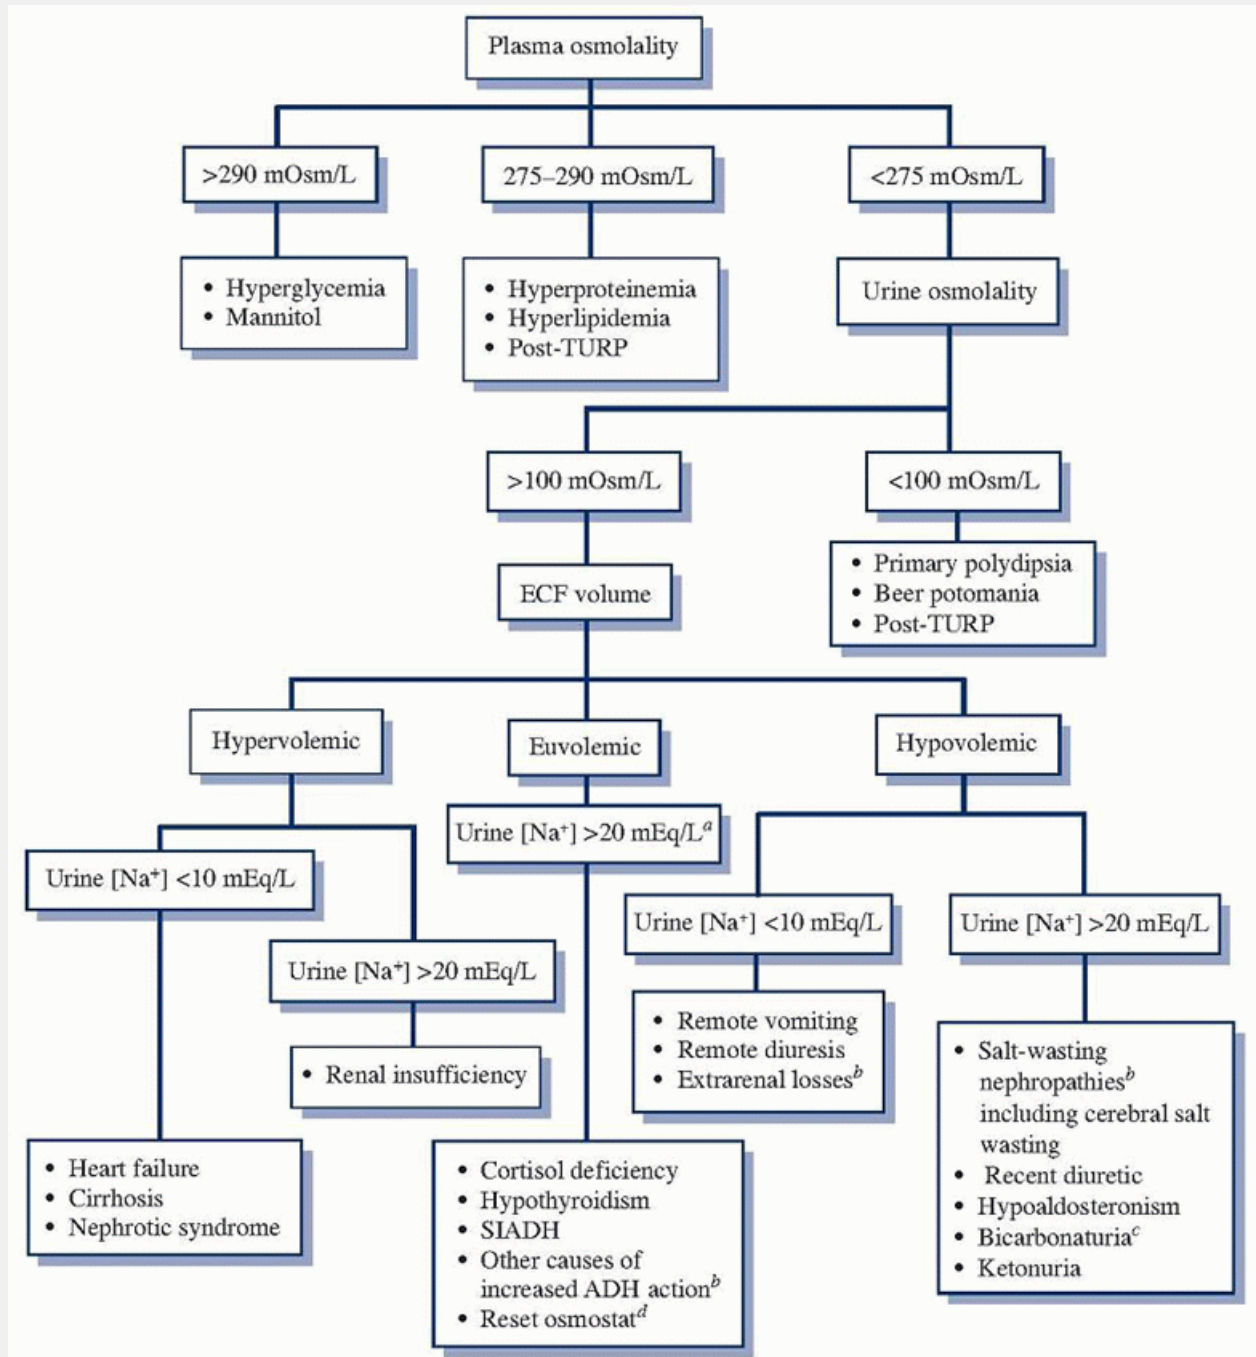 Plasma osmolality
>290 mOsm/L
275–290 mOsm/L
<275 mOsm/L
• Hyperglycemia
• Mannitol
• Hyperproteinemia
• Hyperlipidemia
• Post-TURP
Urine osmolality
>100 mOsm/L
<100 mOsm/L
• Primary polydipsia
• Beer potomania
• Post-TURP
ECF volume
Hypervolemic
Euvolemic
Hypovolemic
Urine [Na⁺] <10 mEq/L
Urine [Na⁺] >20 mEq/L
• Renal insufficiency
• Heart failure
• Cirrhosis
• Nephrotic syndrome
Urine [Na⁺] >20 mEq/Lᵃ
• Cortisol deficiency
• Hypothyroidism
• SIADH
• Other causes of
increased ADH actionᵇ
• Reset osmostatᵈ
Urine [Na⁺] <10 mEq/L
• Remote vomiting
• Remote diuresis
• Extrarenal lossesᵇ
Urine [Na⁺] >20 mEq/L
• Salt-wasting
nephropathiesᵇ
including cerebral salt
wasting
• Recent diuretic
• Hypoaldosteronism
• Bicarbonaturiaᶜ
• Ketonuria